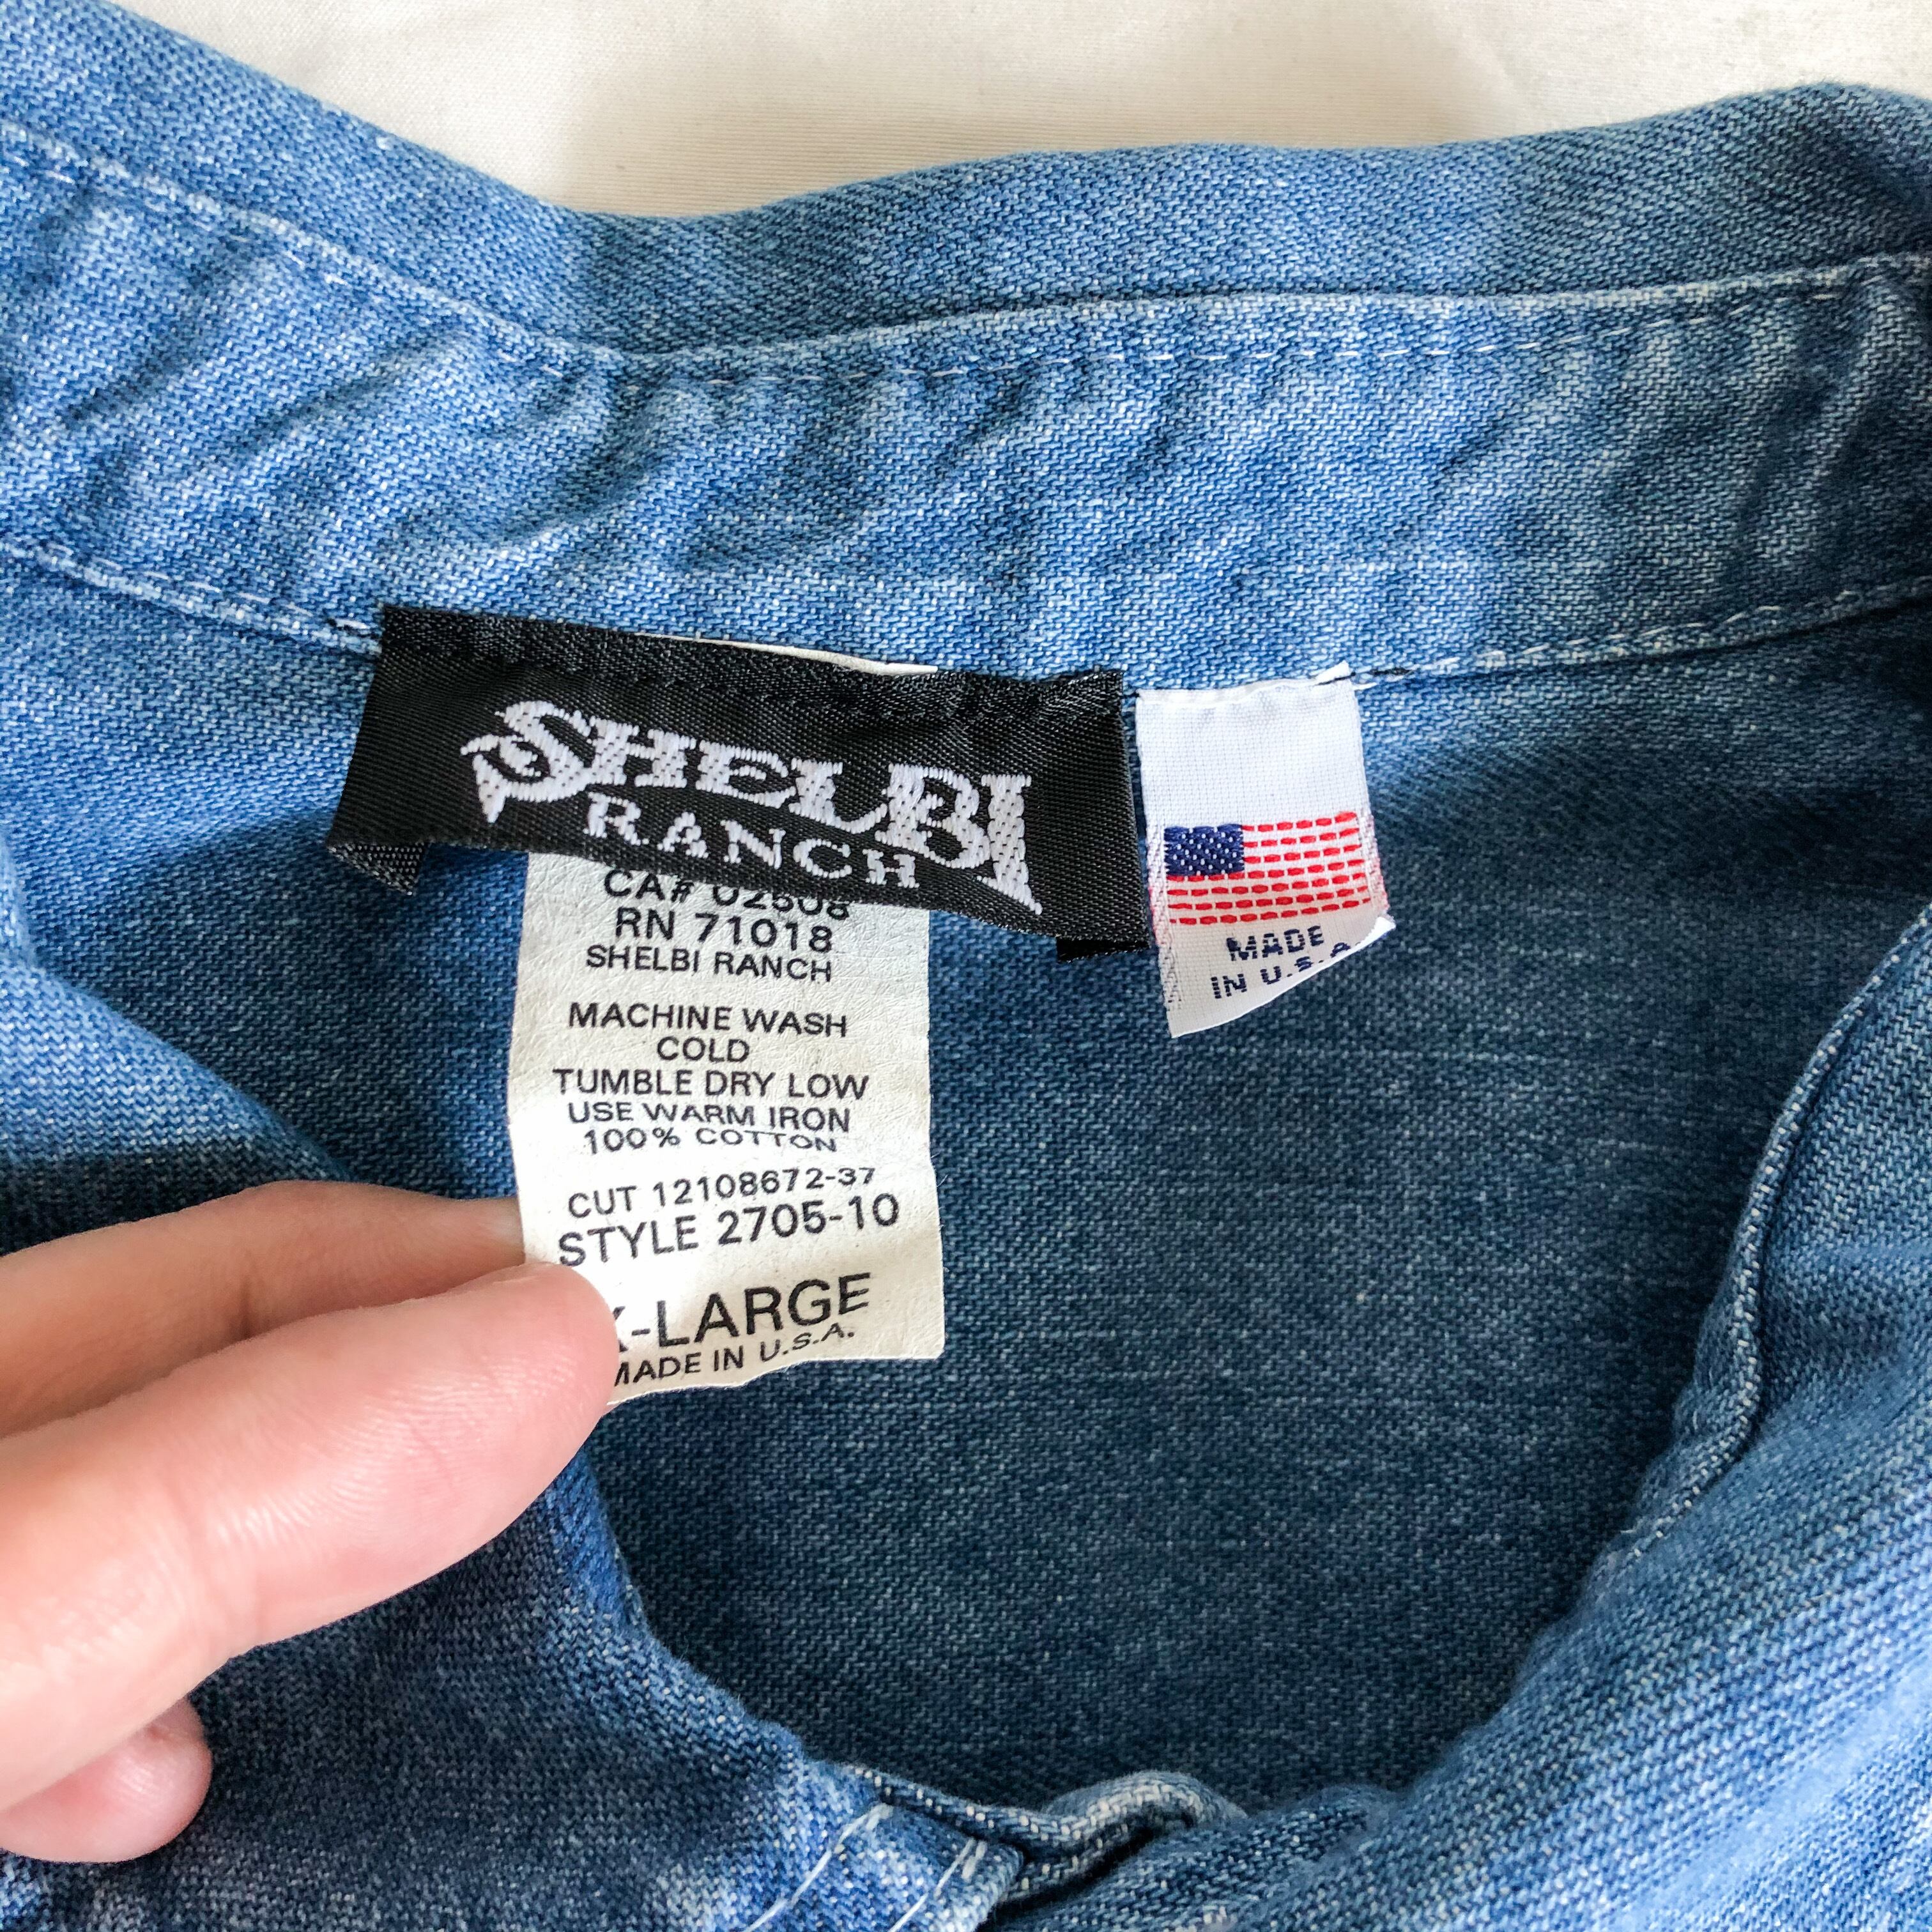 SHELBI
RANCH
CA# 02508
RN 71018
SHELBI RANCH
MACHINE WASH
COLD
TUMBLE DRY LOW
USE WARM IRON
100% COTTON
CUT 12108672-37
STYLE 2705-10
X-LARGE
MADE IN U.S.A.
MADE
IN U.S.A